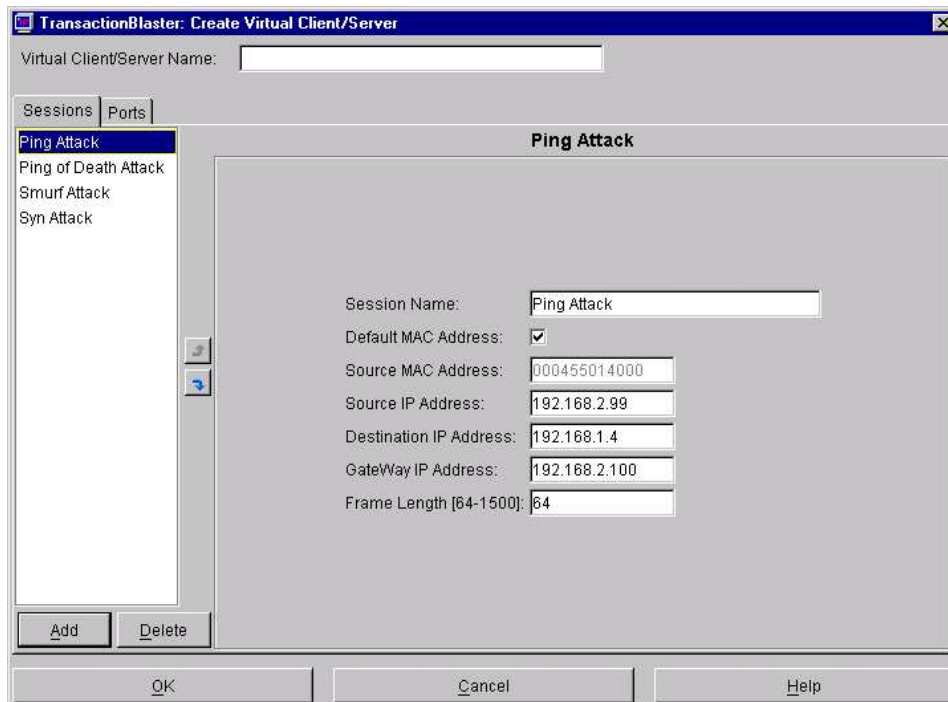 TransactionBlaster: Create Virtual Client/Server
Virtual Client/Server Name:
Sessions Ports
Ping Attack
Ping of Death Attack
Smurf Attack
Syn Attack
Ping Attack
Session Name: Ping Attack
Default MAC Address:
Source MAC Address: 000455014000
Source IP Address: 192.168.2.99
Destination IP Address: 192.168.1.4
GateWay IP Address: 192.168.2.100
Frame Length [64-1500]: 64
Add Delete
OK Cancel Help